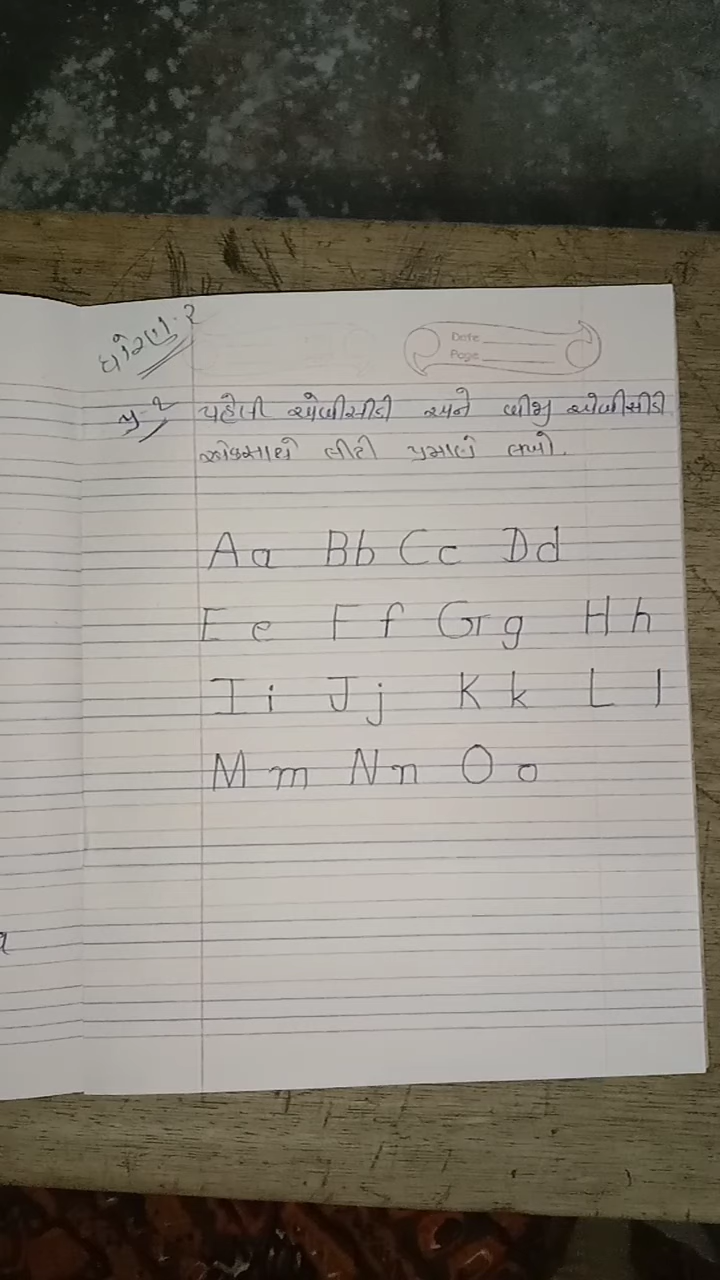 ધોરણ. ૨
Date
Page
પ્ર-૨ પહેલી એબીસીડી અને બીજી એબીસીડી
એકસાથે લીટી પ્રમાણે લખો.
Aa Bb Cc Dd
Ee Ff Gg Hh
Ii Jj Kk Ll
Mm Nn Oo